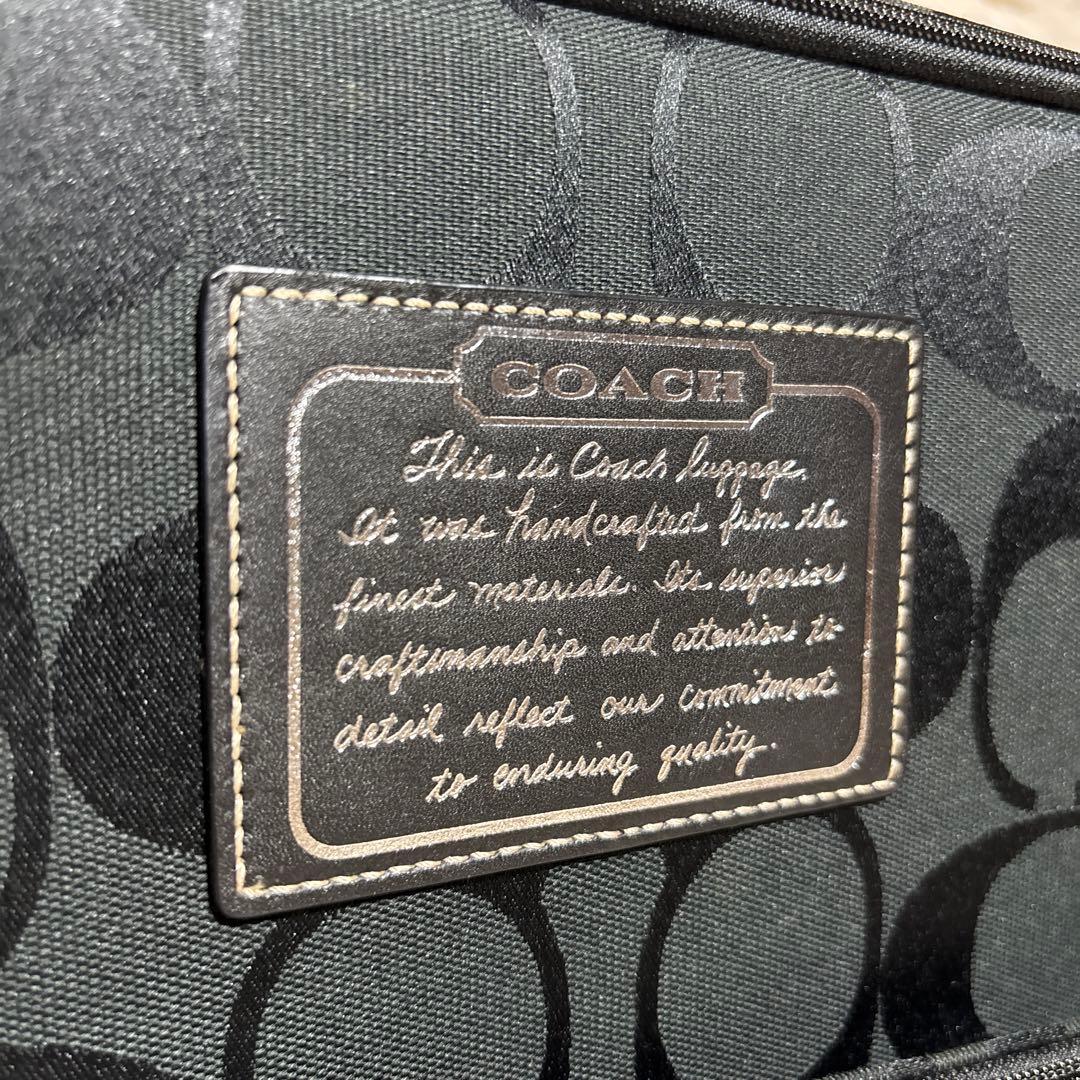 COACH
This is Coach luggage.
It was handcrafted from the
finest materials. Its superior
craftsmanship and attention to
detail reflect our commitment
to enduring quality.